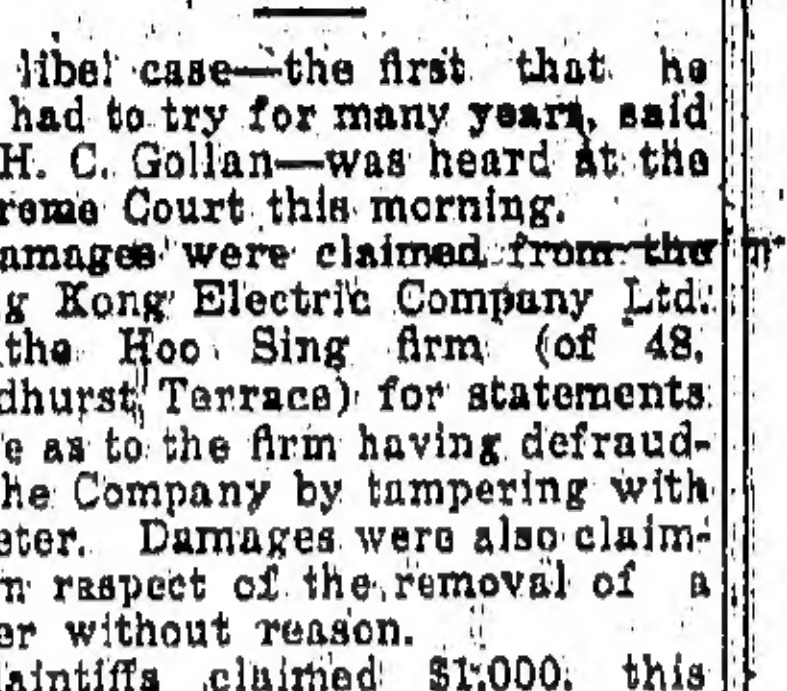 libel case—the first that he
had to try for many years, said
H. C. Gollan—was heard at the
reme Court this morning.
amages were claimed from the
g Kong Electric Company Ltd.
the Hoo Sing firm (of 48,
dhurst Terrace) for statements
e as to the firm having defraud-
he Company by tampering with
eter. Damages were also claim-
n raspect of the removal of a
er without reason.
laintiffs claimed $1,000, this